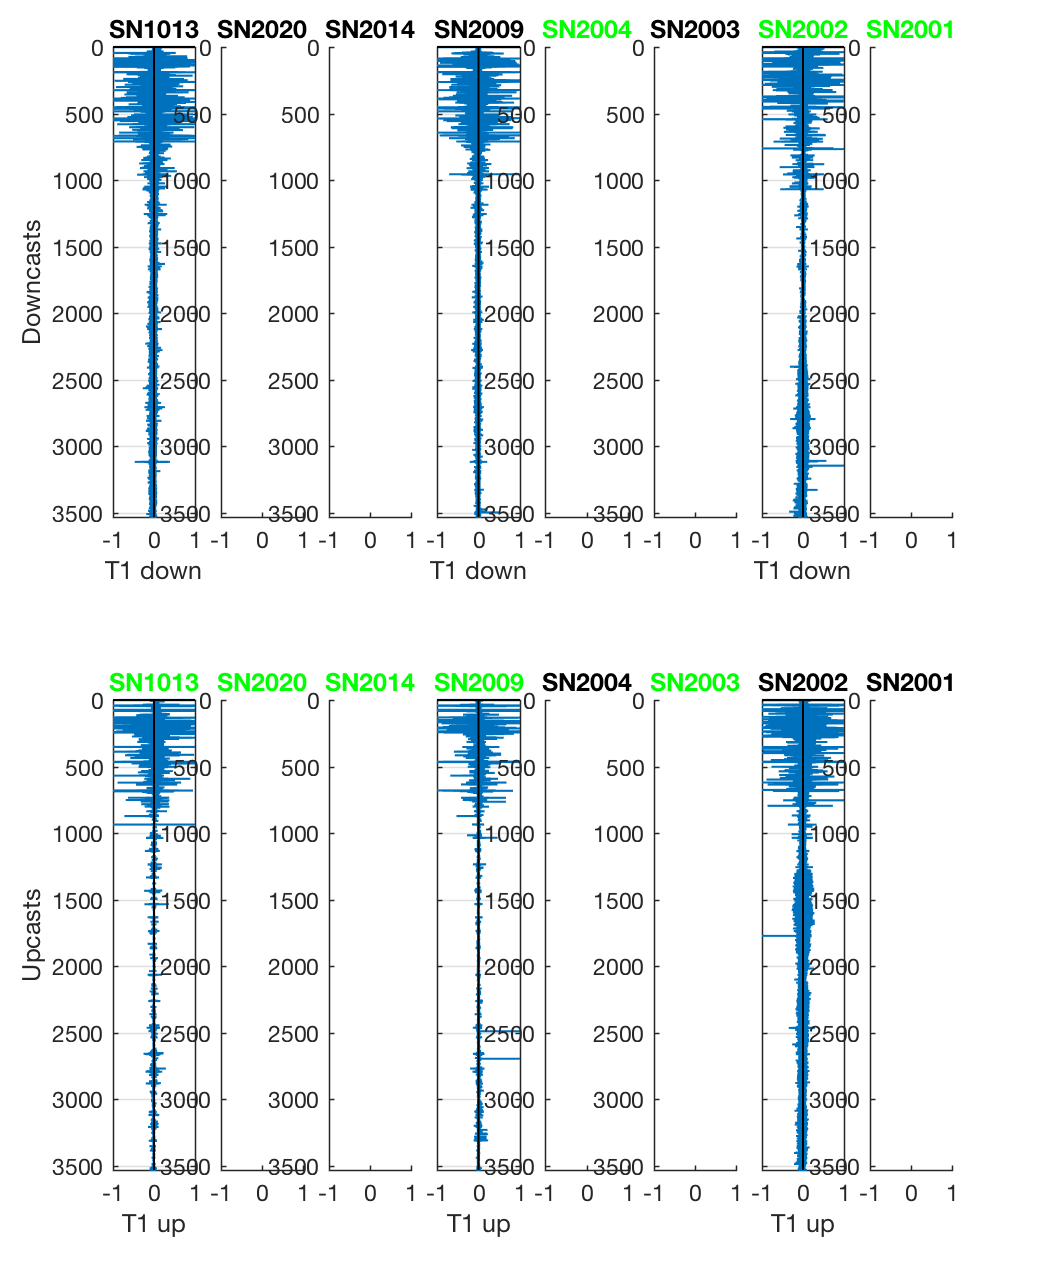 SN1013 SN2020 SN2014 SN2009 SN2004 SN2003 SN2002 SN2001
0 0 0 0 0 0 0 0
500 500 500 500 500 500 500 500
1000 1000 1000 1000 1000 1000 1000 1000
1500 1500 1500 1500 1500 1500 1500 1500
2000 2000 2000 2000 2000 2000 2000 2000
2500 2500 2500 2500 2500 2500 2500 2500
3000 3000 3000 3000 3000 3000 3000 3000
3500 3500 3500 3500 3500 3500 3500 3500
Downcasts
-1 0 1 -1 0 1 -1 0 1 -1 0 1 -1 0 1 -1 0 1 -1 0 1 -1 0 1
T1 down T1 down T1 down
SN1013 SN2020 SN2014 SN2009 SN2004 SN2003 SN2002 SN2001
0 0 0 0 0 0 0 0
500 500 500 500 500 500 500 500
1000 1000 1000 1000 1000 1000 1000 1000
1500 1500 1500 1500 1500 1500 1500 1500
2000 2000 2000 2000 2000 2000 2000 2000
2500 2500 2500 2500 2500 2500 2500 2500
3000 3000 3000 3000 3000 3000 3000 3000
3500 3500 3500 3500 3500 3500 3500 3500
Upcasts
-1 0 1 -1 0 1 -1 0 1 -1 0 1 -1 0 1 -1 0 1 -1 0 1 -1 0 1
T1 up T1 up T1 up